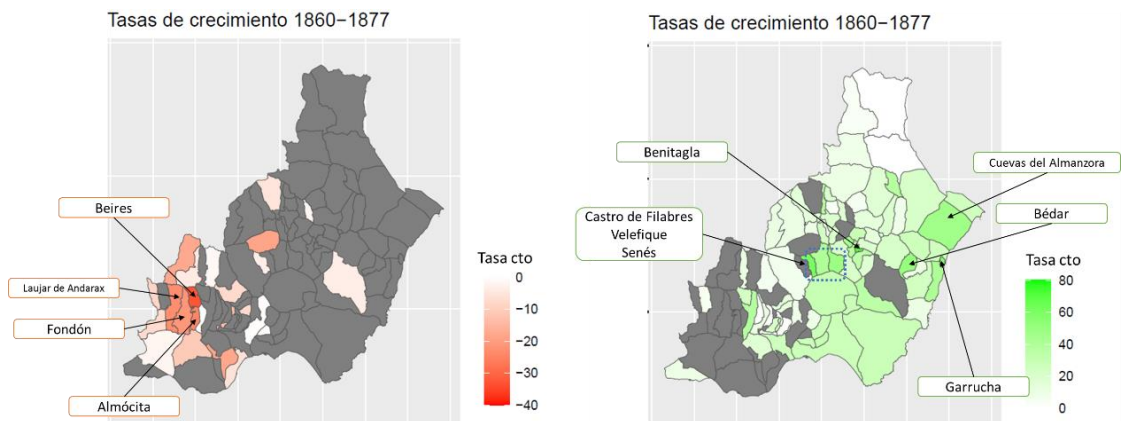 Tasas de crecimiento 1860−1877
Beires
Laujar de Andarax
Fondón
Almócita
Tasa cto
0
−10
−20
−30
−40
Tasas de crecimiento 1860−1877
Benitagla
Cuevas del Almanzora
Castro de Filabres
Velefique
Senés
Bédar
Tasa cto
80
60
40
20
0
Garrucha